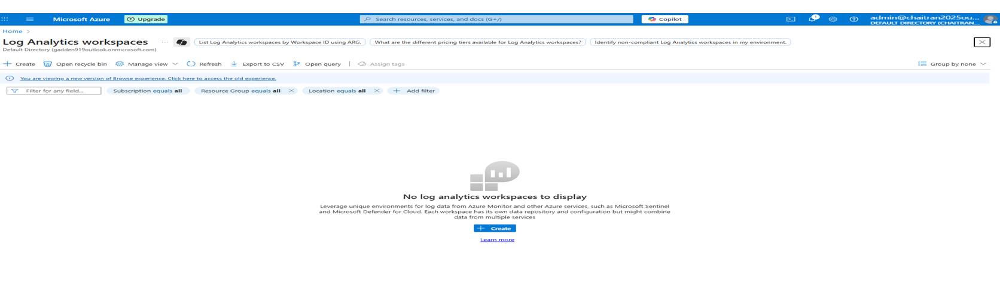 Microsoft Azure Upgrade Search resources, services, and docs (G+/) Copilot 1 admin@chaitran2025ou...
DEFAULT DIRECTORY (CHAITRAN...
Home >
Log Analytics workspaces ... List Log Analytics workspaces by Workspace ID using ARG. What are the different pricing tiers available for Log Analytics workspaces? Identify non-compliant Log Analytics workspaces in my environment.
Default Directory (gadden919outlook.onmicrosoft.com)
Create Open recycle bin Manage view Refresh Export to CSV Open query | Assign tags Group by none
You are viewing a new version of Browse experience. Click here to access the old experience.
Filter for any field... Subscription equals all Resource Group equals all Location equals all Add filter
No log analytics workspaces to display
Leverage unique environments for log data from Azure Monitor and other Azure services, such as Microsoft Sentinel
and Microsoft Defender for Cloud. Each workspace has its own data repository and configuration but might combine
data from multiple services
Create
Learn more